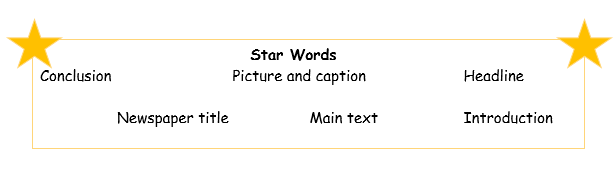 Star Words
Conclusion Picture and caption Headline
Newspaper title Main text Introduction